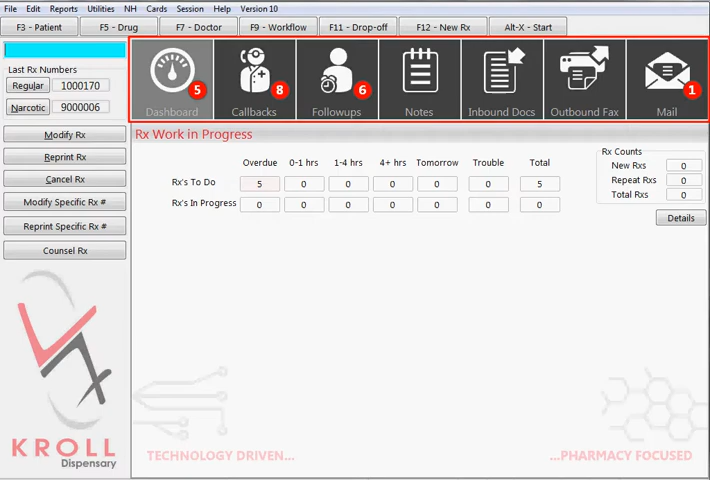 File Edit Reports Utilities NH Cards Session Help Version 10
F3 - Patient F5 - Drug F7 - Doctor F9 - Workflow F11 - Drop-off F12 - New Rx Alt-X - Start
Last Rx Numbers
Regular 1000170
Narcotic 9000006
Modify Rx
Reprint Rx
Cancel Rx
Modify Specific Rx #
Reprint Specific Rx #
Counsel Rx
KROLL
Dispensary
5 8 6 1
Dashboard Callbacks Followups Notes Inbound Docs Outbound Fax Mail
Rx Work in Progress
Overdue 0-1 hrs 1-4 hrs 4+ hrs Tomorrow Trouble Total
Rx's To Do 5 0 0 0 0 0 5
Rx's In Progress 0 0 0 0 0 0 0
Rx Counts
New Rxs 0
Repeat Rxs 0
Total Rxs 0
Details
TECHNOLOGY DRIVEN... ...PHARMACY FOCUSED